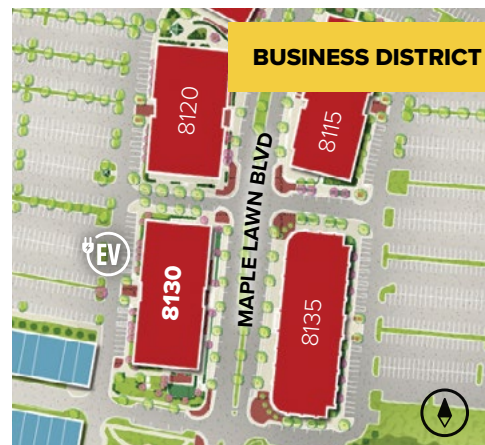 BUSINESS DISTRICT
8120
8115
MAPLE LAWN BLVD
EV
8130
8135